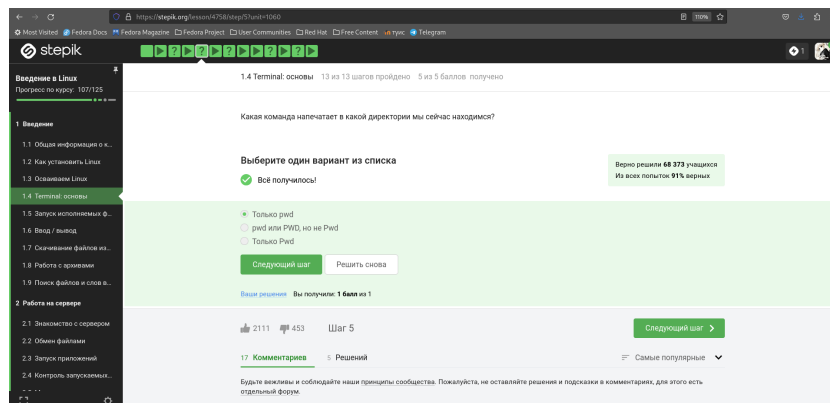 https://stepik.org/lesson/4758/step/5?unit=1060
110%
Most Visited Fedora Docs Fedora Magazine Fedora Project User Communities Red Hat Free Content Telegram
stepik
1
Введение в Linux
Прогресс по курсу: 107/125
1 Введение
1.1 Общая информация о к...
1.2 Как установить Linux
1.3 Осваиваем Linux
1.4 Terminal: основы
1.5 Запуск исполняемых ф...
1.6 Ввод / вывод
1.7 Скачивание файлов из...
1.8 Работа с архивами
1.9 Поиск файлов и слов в...
2 Работа на сервере
2.1 Знакомство с сервером
2.2 Обмен файлами
2.3 Запуск приложений
2.4 Контроль запускаемых...
1.4 Terminal: основы 13 из 13 шагов пройдено 5 из 5 баллов получено
Какая команда напечатает в какой директории мы сейчас находимся?
Выберите один вариант из списка
Всё получилось!
Верно решили 68 373 учащихся
Из всех попыток 91% верных
Только pwd
pwd или PWD, но не Pwd
Только Pwd
Следующий шаг Решить снова
Ваши решения Вы получили: 1 балл из 1
2111 453 Шаг 5 Следующий шаг
17 Комментариев 5 Решений Самые популярные
Будьте вежливы и соблюдайте наши принципы сообщества. Пожалуйста, не оставляйте решения и подсказки в комментариях, для этого есть
отдельный форум.